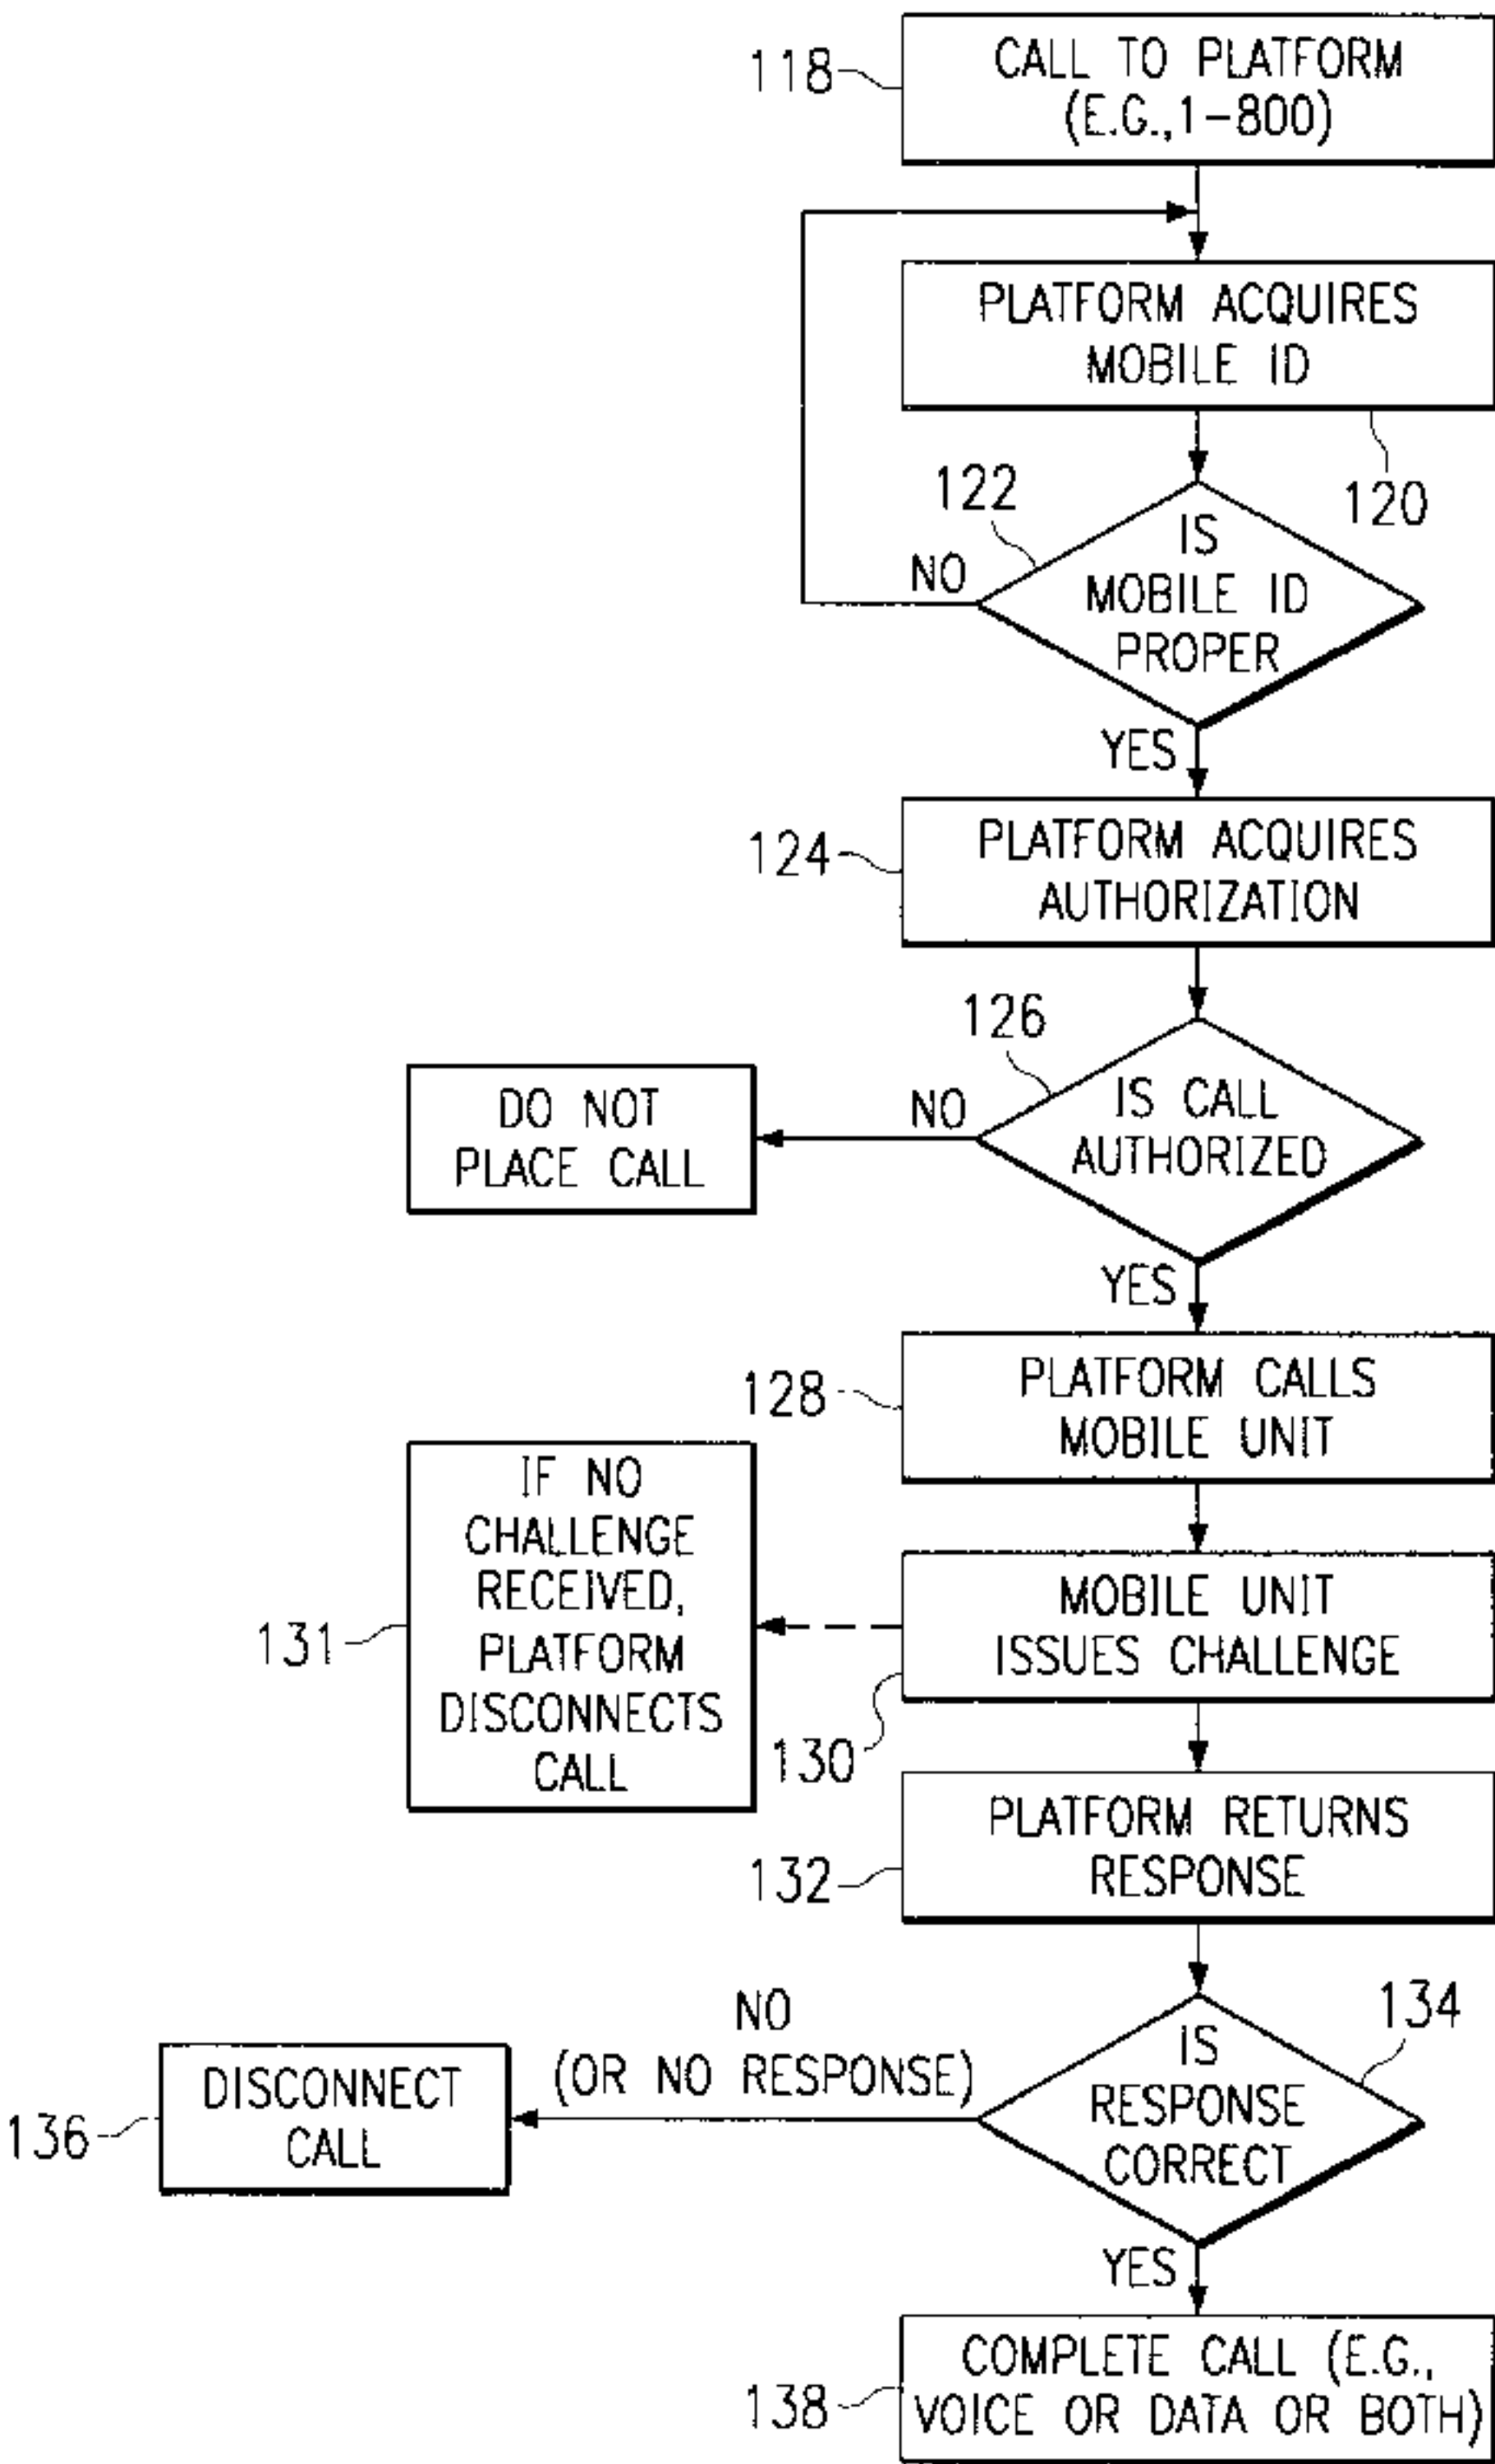 118
CALL TO PLATFORM
(E.G.,1-800)
PLATFORM ACQUIRES
MOBILE ID
120
122
NO
IS
MOBILE ID
PROPER
YES
124
PLATFORM ACQUIRES
AUTHORIZATION
126
DO NOT
PLACE CALL
NO
IS CALL
AUTHORIZED
YES
128
PLATFORM CALLS
MOBILE UNIT
131
IF NO
CHALLENGE
RECEIVED,
PLATFORM
DISCONNECTS
CALL
MOBILE UNIT
ISSUES CHALLENGE
130
132
PLATFORM RETURNS
RESPONSE
134
136
DISCONNECT
CALL
NO
(OR NO RESPONSE)
IS
RESPONSE
CORRECT
YES
138
COMPLETE CALL (E.G.,
VOICE OR DATA OR BOTH)